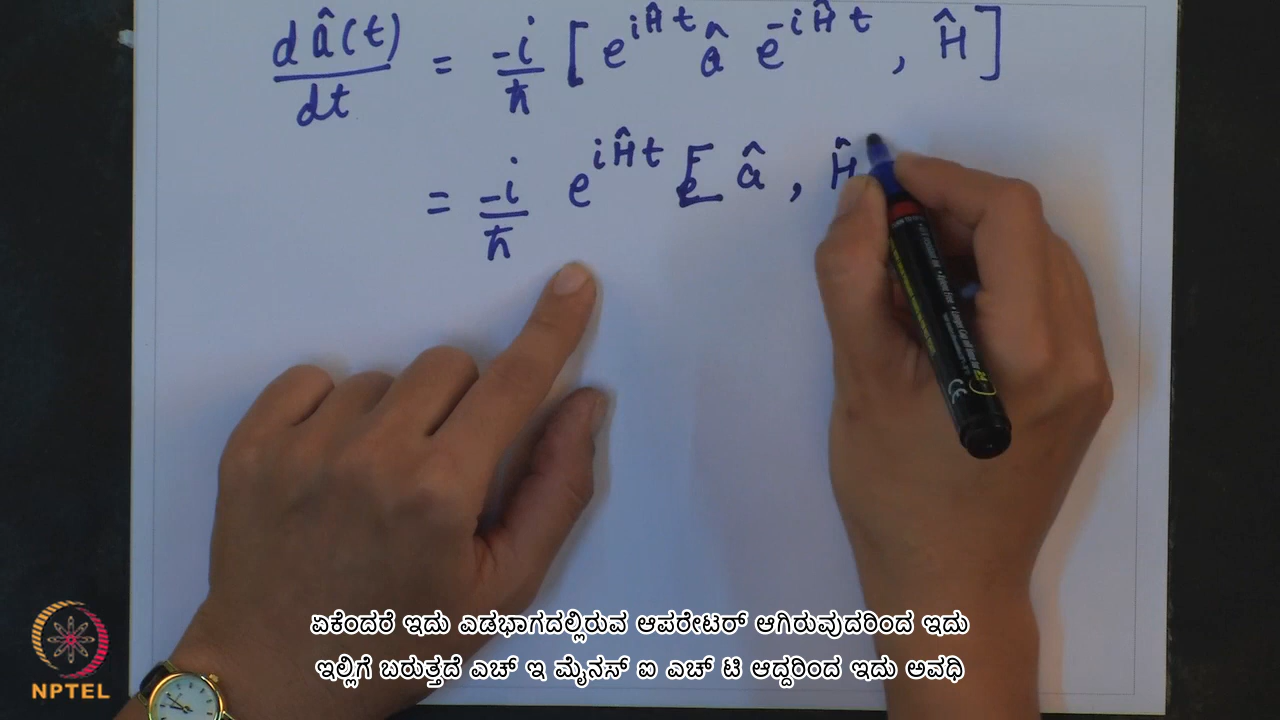 dâ(t)/dt = -i/ħ [ e^{iĤt} â e^{-iĤt} , Ĥ ]
= -i/ħ e^{iĤt} [ â , Ĥ
ಏಕೆಂದರೆ ಇದು ಎಡಭಾಗದಲ್ಲಿರುವ ಆಪರೇಟರ್ ಆಗಿರುವುದರಿಂದ ಇದು
ಇಲ್ಲಿಗೆ ಬರುತ್ತದೆ ಎಚ್ ಇ ಮೈನಸ್ ಐ ಎಚ್ ಟಿ ಆದ್ದರಿಂದ ಇದು ಅವಧಿ
NPTEL